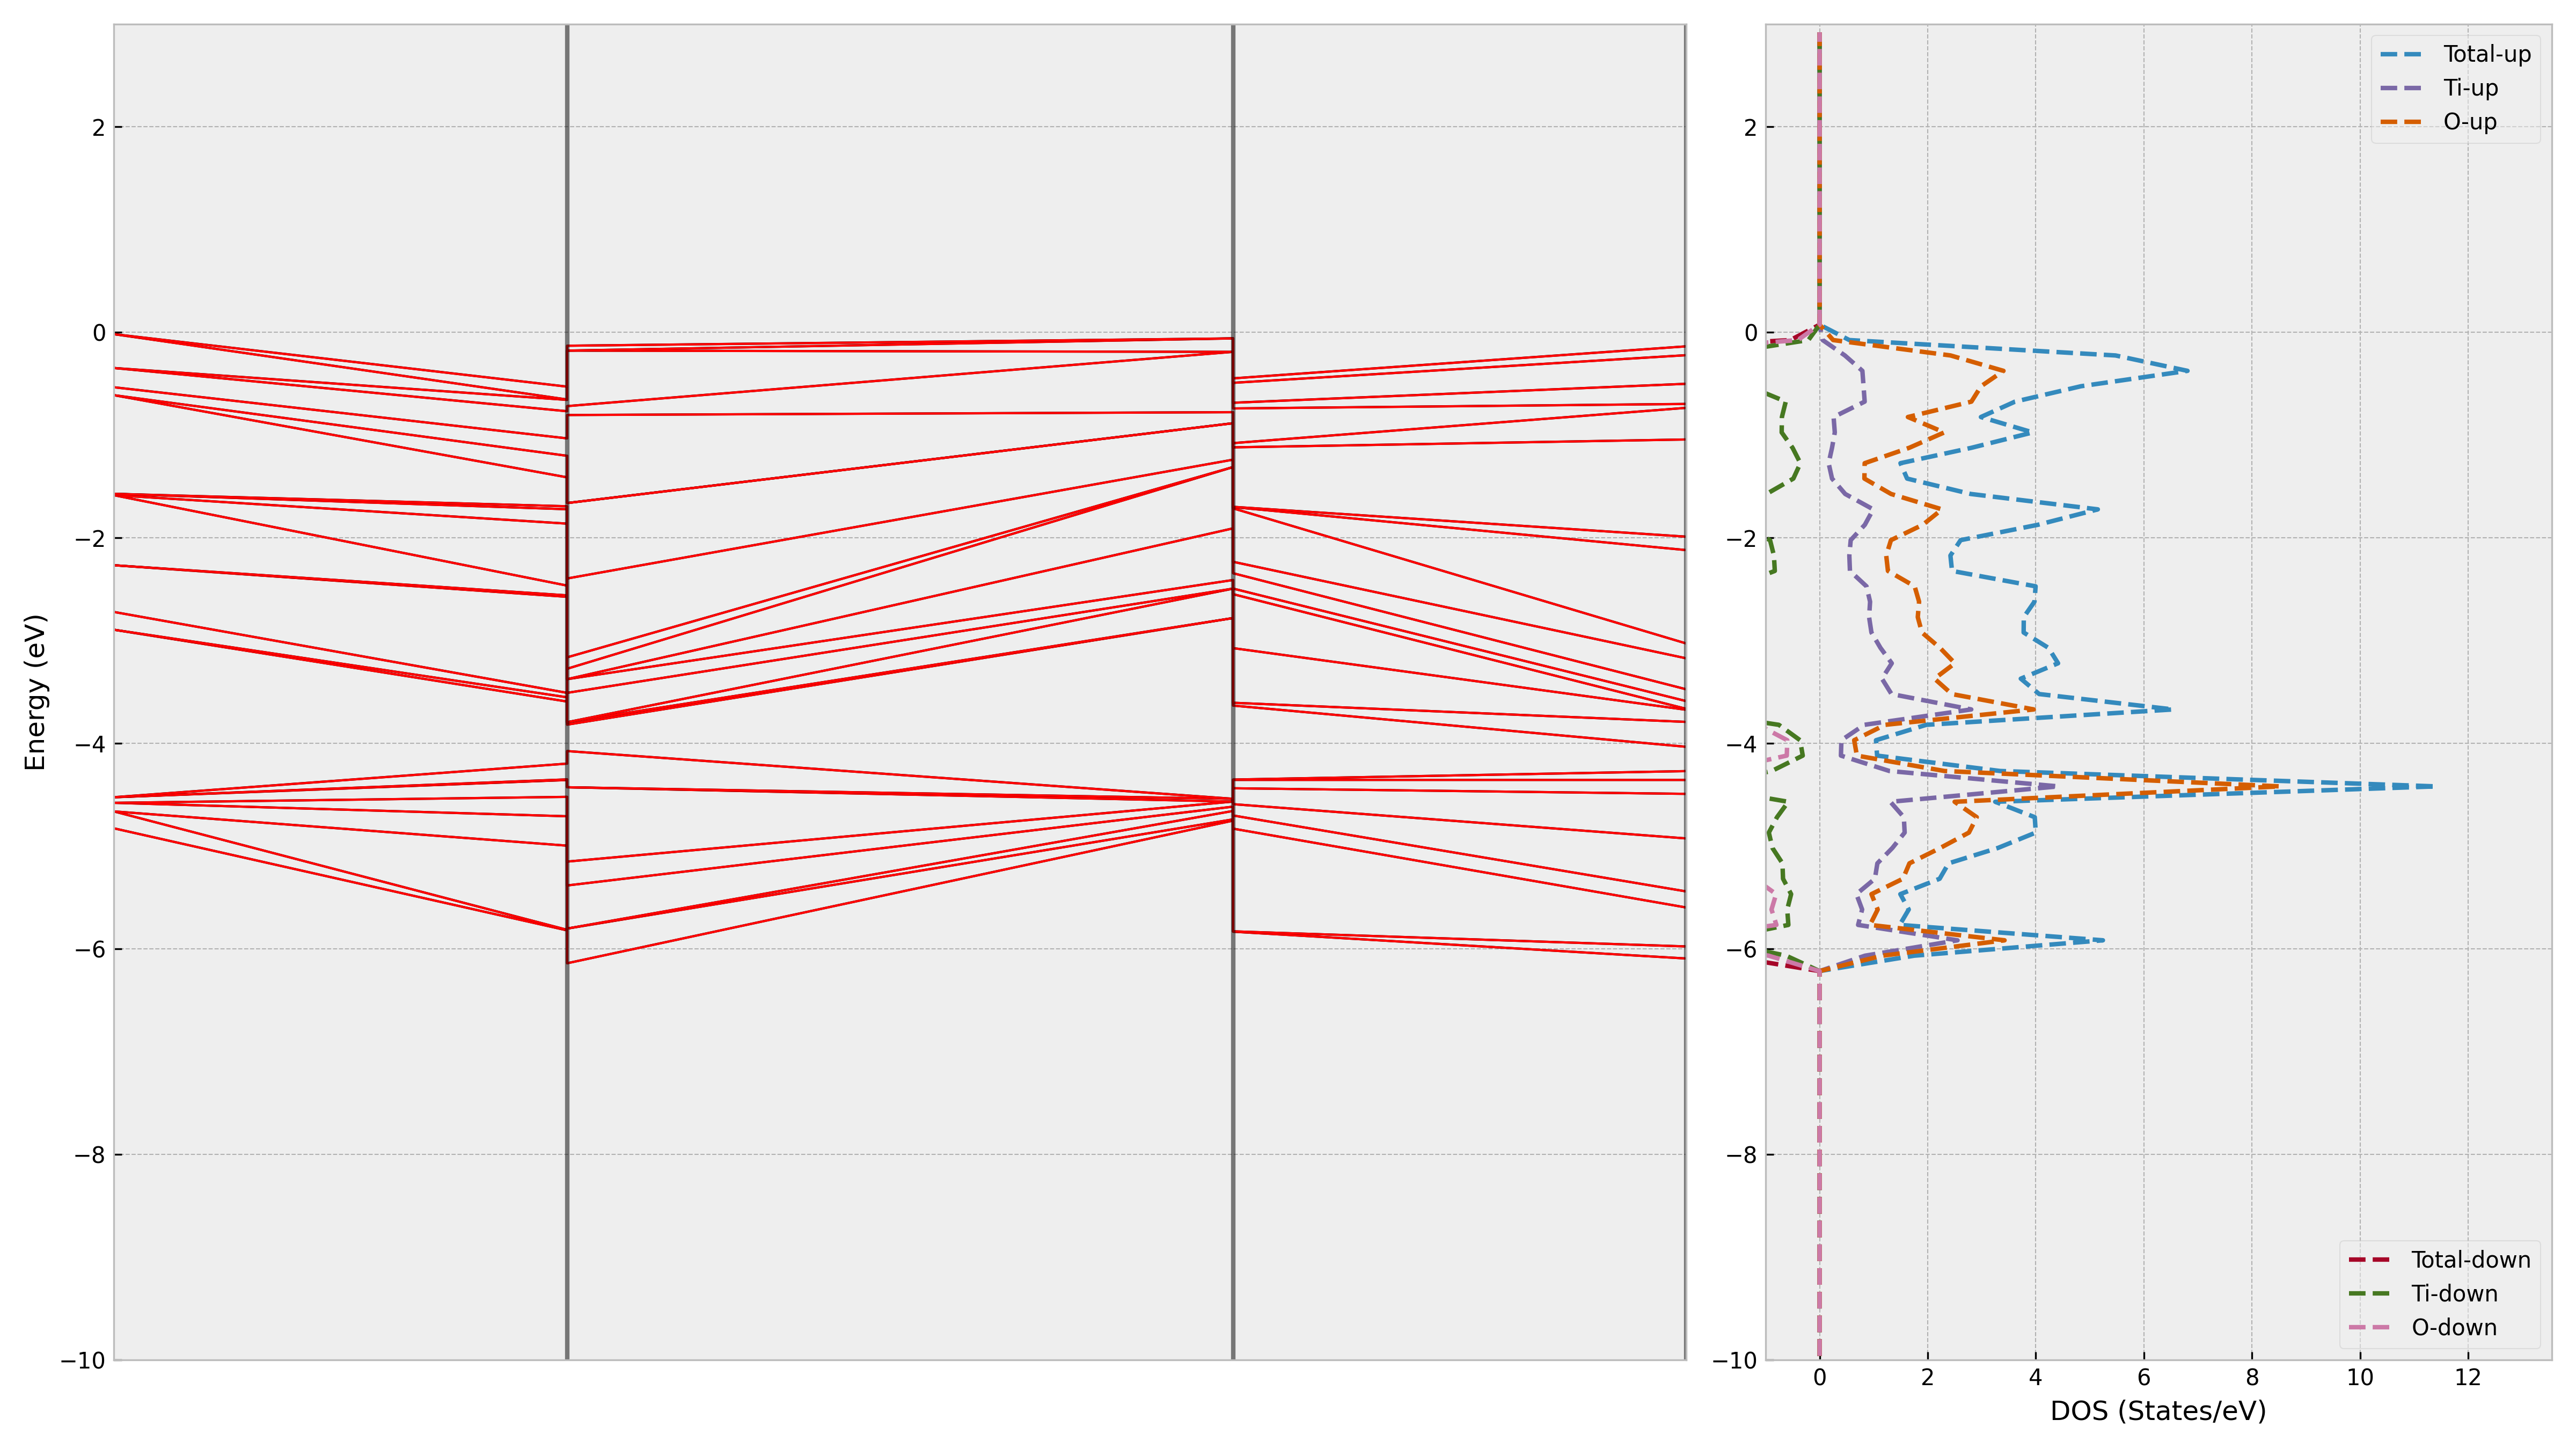 Energy (eV)
2
0
−2
−4
−6
−8
−10
2
0
−2
−4
−6
−8
−10
Total-up
Ti-up
O-up
Total-down
Ti-down
O-down
0 2 4 6 8 10 12
DOS (States/eV)